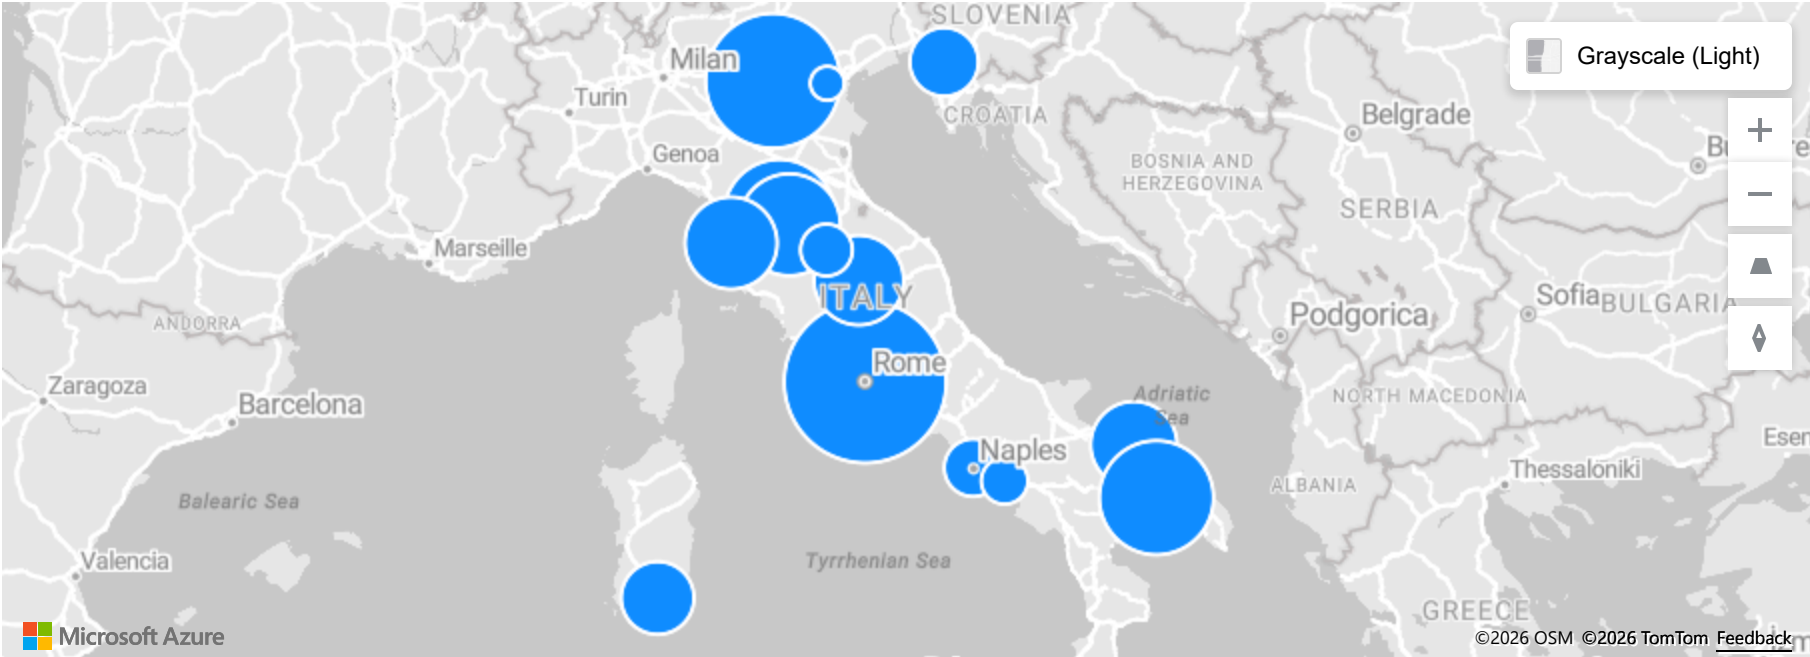 SLOVENIA
Grayscale (Light)
Milan
Turin
CROATIA
Belgrade
Genoa
BOSNIA AND
HERZEGOVINA
SERBIA
Marseille
ITALY
Sofia
BULGARIA
ANDORRA
Podgorica
Rome
Zaragoza
Barcelona
Adriatic
Sea
NORTH MACEDONIA
Naples
Thessaloniki
ALBANIA
Balearic Sea
Valencia
Tyrrhenian Sea
GREECE
Microsoft Azure
©2026 OSM ©2026 TomTom Feedback